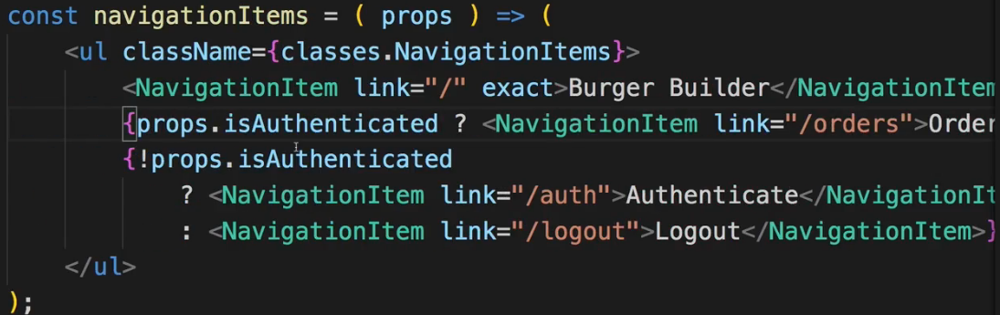 const navigationItems = ( props ) => (
<ul className={classes.NavigationItems}>
<NavigationItem link="/" exact>Burger Builder</NavigationItem
{props.isAuthenticated ? <NavigationItem link="/orders">Order
{!props.isAuthenticated
? <NavigationItem link="/auth">Authenticate</NavigationIt
: <NavigationItem link="/logout">Logout</NavigationItem>}
</ul>
);